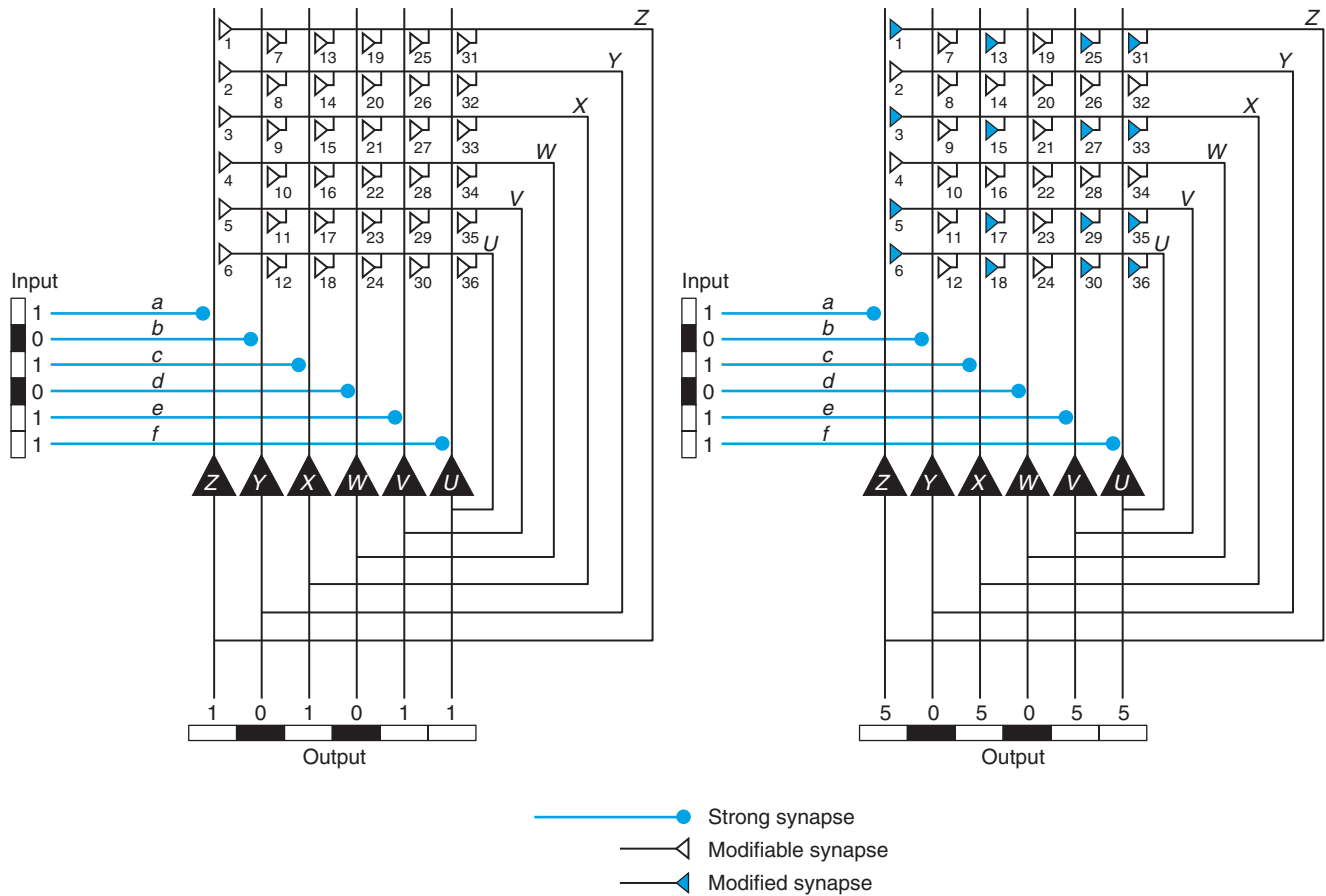 Z
1 7 13 19 25 31
Y
2 8 14 20 26 32
X
3 9 15 21 27 33
W
4 10 16 22 28 34
V
5 11 17 23 29 35
U
6 12 18 24 30 36
Input
1 a
0 b
1 c
0 d
1 e
1 f
Z Y X W V U
1 0 1 0 1 1
Output
Z
1 7 13 19 25 31
Y
2 8 14 20 26 32
X
3 9 15 21 27 33
W
4 10 16 22 28 34
V
5 11 17 23 29 35
U
6 12 18 24 30 36
Input
1 a
0 b
1 c
0 d
1 e
1 f
Z Y X W V U
5 0 5 0 5 5
Output
Strong synapse
Modifiable synapse
Modified synapse